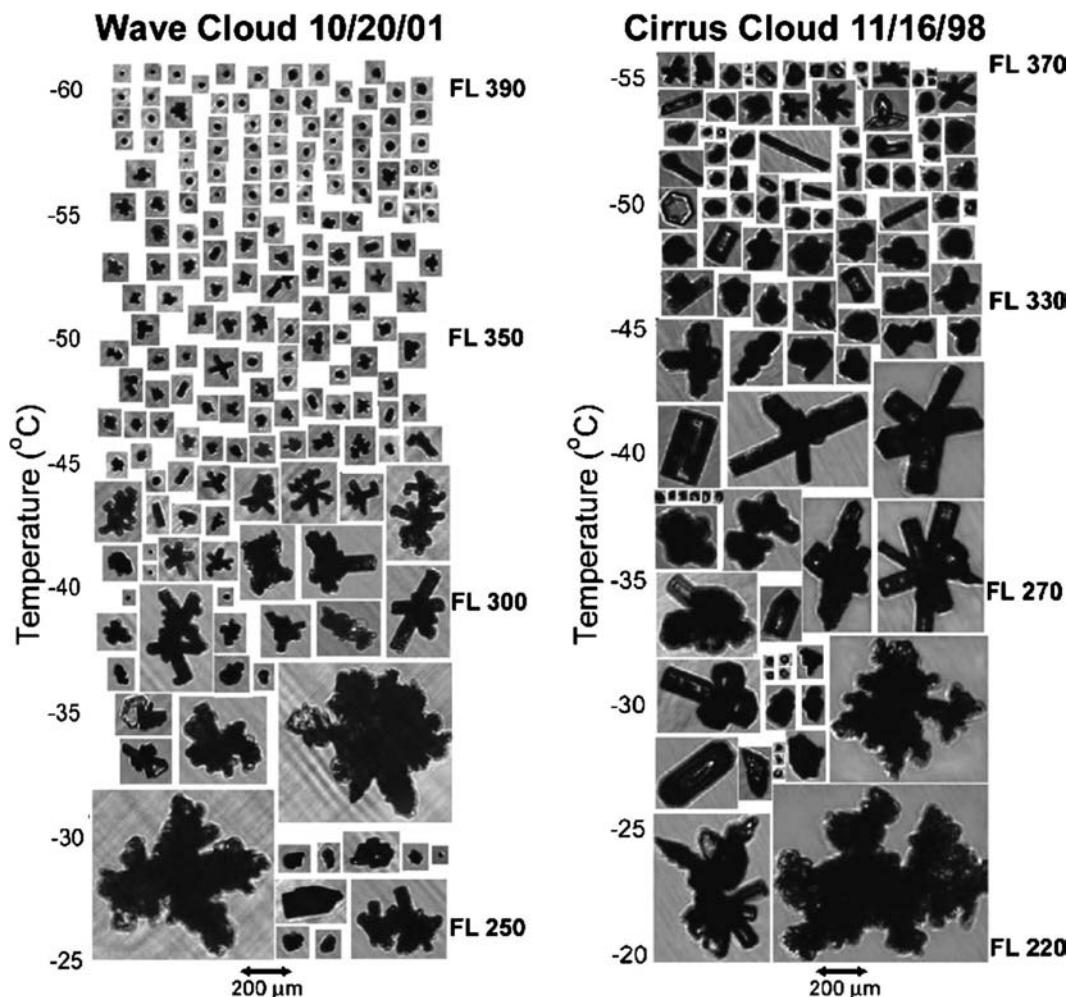 Wave Cloud 10/20/01
Cirrus Cloud 11/16/98
Temperature (°C)
-60
-55
-50
-45
-40
-35
-30
-25
FL 390
FL 350
FL 300
FL 250
200 µm
Temperature (°C)
-55
-50
-45
-40
-35
-30
-25
-20
FL 370
FL 330
FL 270
FL 220
200 µm